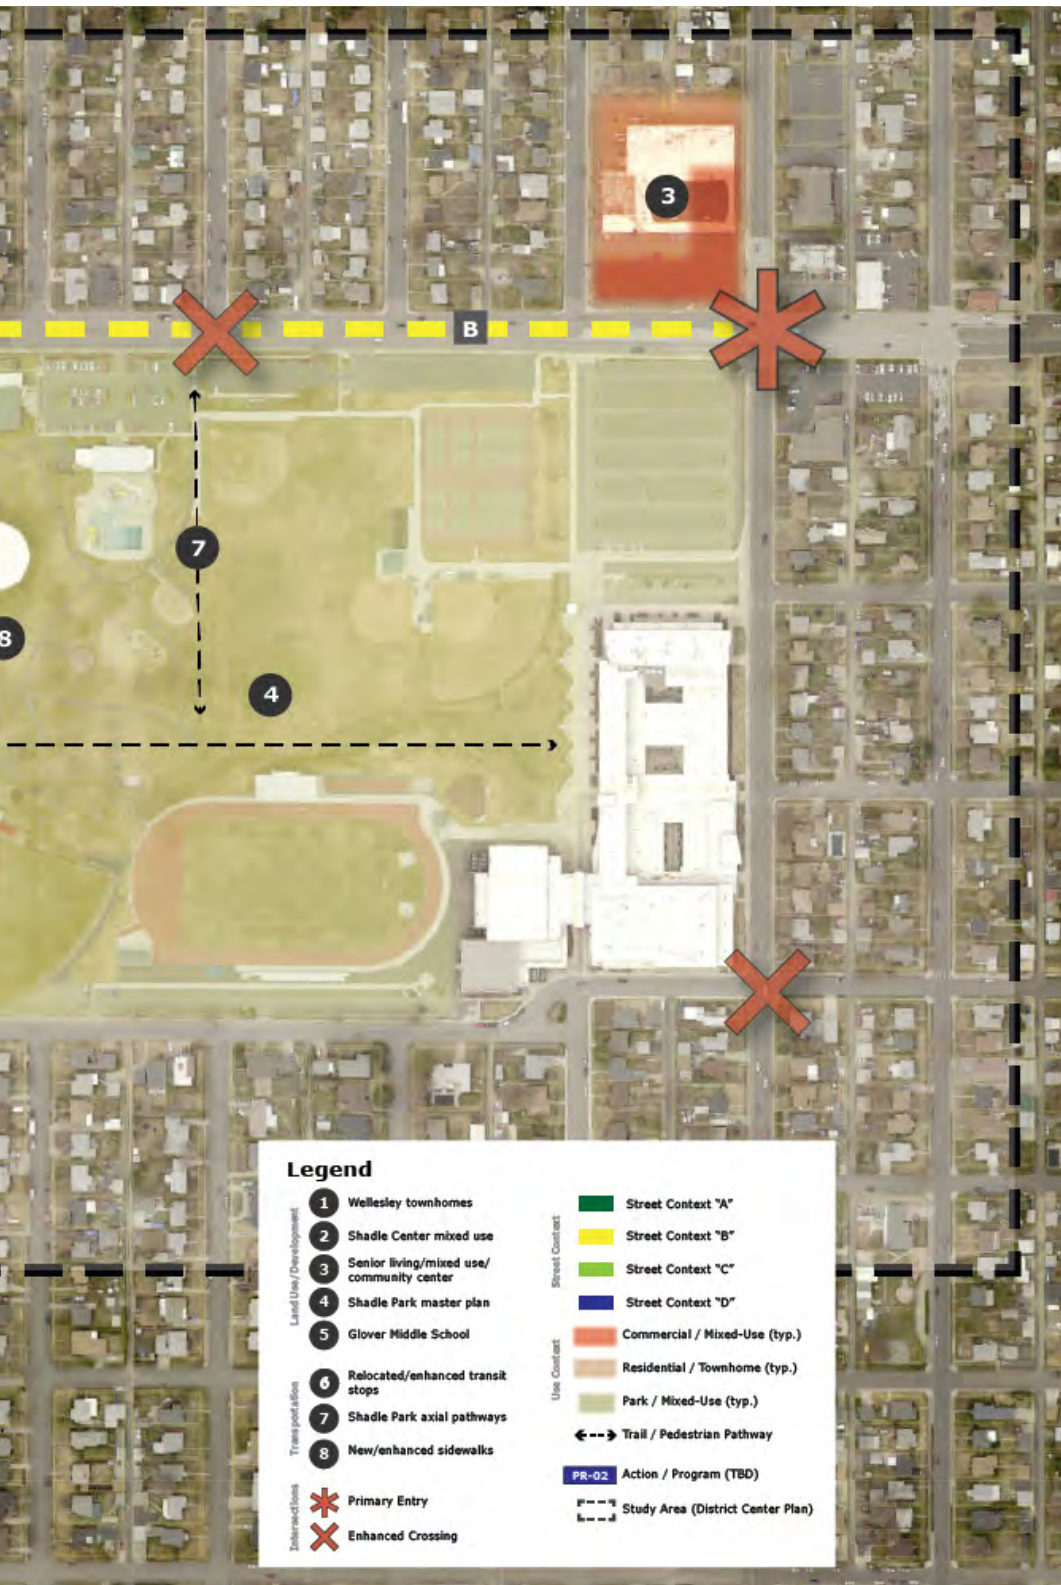 3
B
7
8
4
Legend
Land Use/Development
1 Wellesley townhomes
2 Shadle Center mixed use
3 Senior living/mixed use/
community center
4 Shadle Park master plan
5 Glover Middle School
Transportation
6 Relocated/enhanced transit
stops
7 Shadle Park axial pathways
8 New/enhanced sidewalks
Intersections
Primary Entry
Enhanced Crossing
Street Context
Street Context "A"
Street Context "B"
Street Context "C"
Street Context "D"
Use Context
Commercial / Mixed-Use (typ.)
Residential / Townhome (typ.)
Park / Mixed-Use (typ.)
Trail / Pedestrian Pathway
PR-02 Action / Program (TBD)
Study Area (District Center Plan)